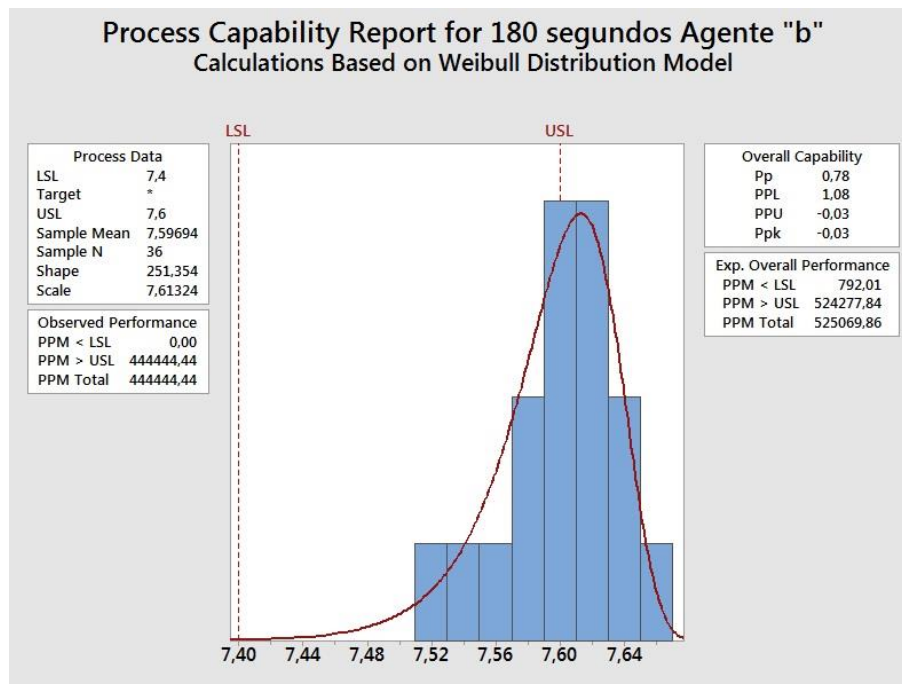 Process Capability Report for 180 segundos Agente "b"
Calculations Based on Weibull Distribution Model
LSL
USL
Process Data
LSL 7,4
Target *
USL 7,6
Sample Mean 7,59694
Sample N 36
Shape 251,354
Scale 7,61324
Observed Performance
PPM < LSL 0,00
PPM > USL 444444,44
PPM Total 444444,44
Overall Capability
Pp 0,78
PPL 1,08
PPU -0,03
Ppk -0,03
Exp. Overall Performance
PPM < LSL 792,01
PPM > USL 524277,84
PPM Total 525069,86
7,40 7,44 7,48 7,52 7,56 7,60 7,64